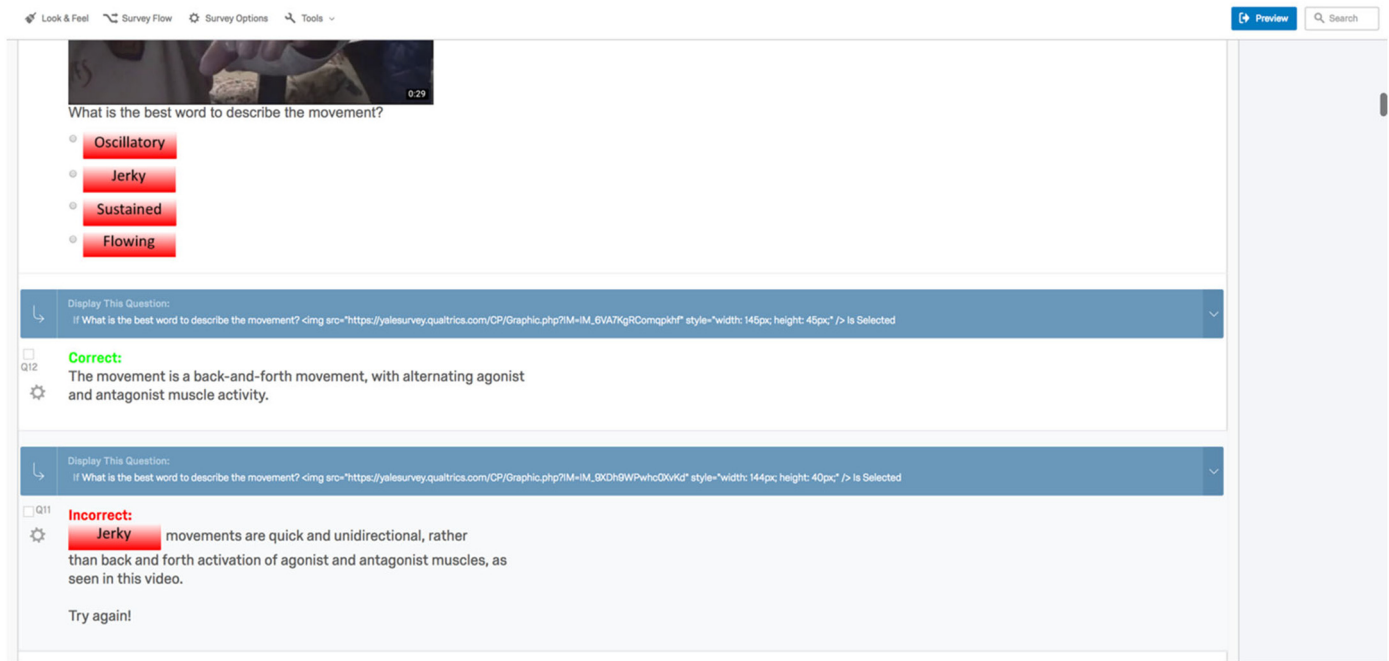 Look & Feel Survey Flow Survey Options Tools Preview Search
0:29
What is the best word to describe the movement?
Oscillatory
Jerky
Sustained
Flowing
Display This Question:
If What is the best word to describe the movement? <img src="https://yalesurvey.qualtrics.com/CP/Graphic.php?IM=IM_6VA7KgRComqpkhf" style="width: 145px; height: 45px;" /> Is Selected
Q12
Correct:
The movement is a back-and-forth movement, with alternating agonist
and antagonist muscle activity.
Display This Question:
If What is the best word to describe the movement? <img src="https://yalesurvey.qualtrics.com/CP/Graphic.php?IM=IM_9XDh9WPwhc0XvKd" style="width: 144px; height: 40px;" /> Is Selected
Q11
Incorrect:
Jerky movements are quick and unidirectional, rather
than back and forth activation of agonist and antagonist muscles, as
seen in this video.
Try again!